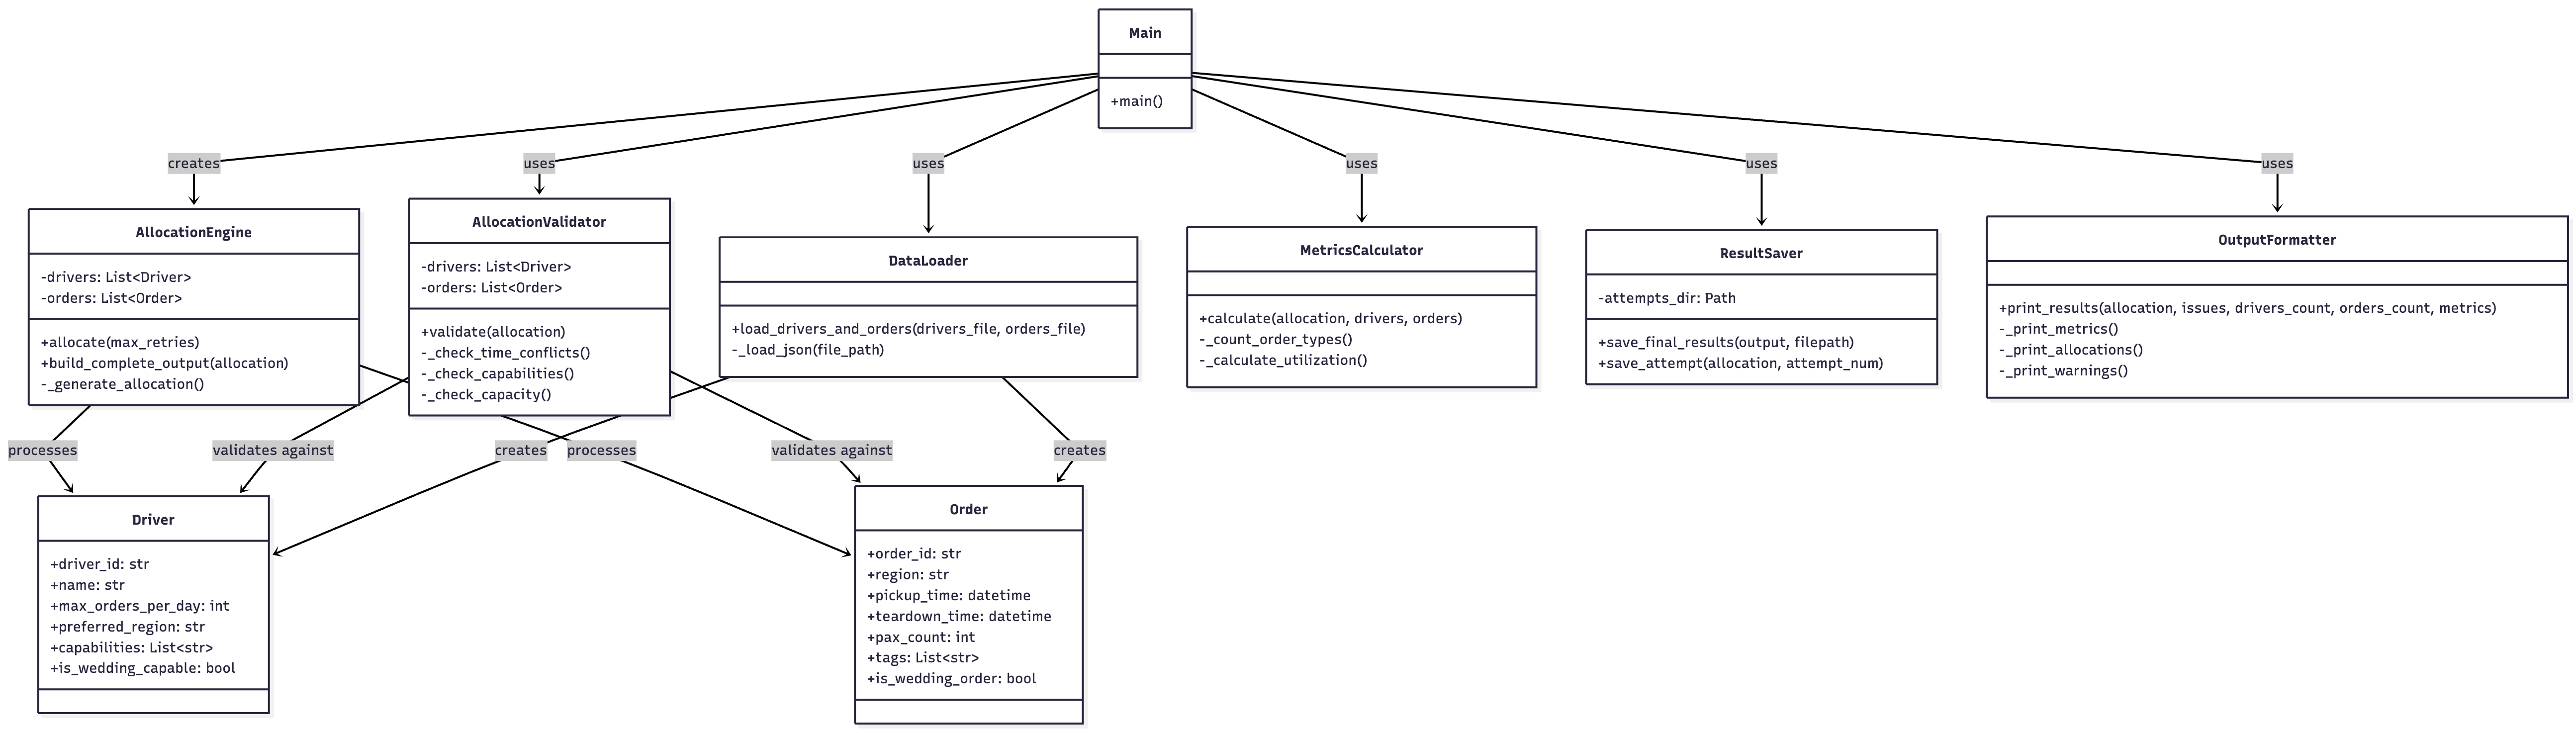 Main
+main()
creates
uses
uses
uses
uses
uses
AllocationEngine
-drivers: List<Driver>
-orders: List<Order>
+allocate(max_retries)
+build_complete_output(allocation)
-_generate_allocation()
AllocationValidator
-drivers: List<Driver>
-orders: List<Order>
+validate(allocation)
-_check_time_conflicts()
-_check_capabilities()
-_check_capacity()
DataLoader
+load_drivers_and_orders(drivers_file, orders_file)
-_load_json(file_path)
MetricsCalculator
+calculate(allocation, drivers, orders)
-_count_order_types()
-_calculate_utilization()
ResultSaver
-attempts_dir: Path
+save_final_results(output, filepath)
+save_attempt(allocation, attempt_num)
OutputFormatter
+print_results(allocation, issues, drivers_count, orders_count, metrics)
-_print_metrics()
-_print_allocations()
-_print_warnings()
processes
validates against
creates
processes
validates against
creates
Driver
+driver_id: str
+name: str
+max_orders_per_day: int
+preferred_region: str
+capabilities: List<str>
+is_wedding_capable: bool
Order
+order_id: str
+region: str
+pickup_time: datetime
+teardown_time: datetime
+pax_count: int
+tags: List<str>
+is_wedding_order: bool